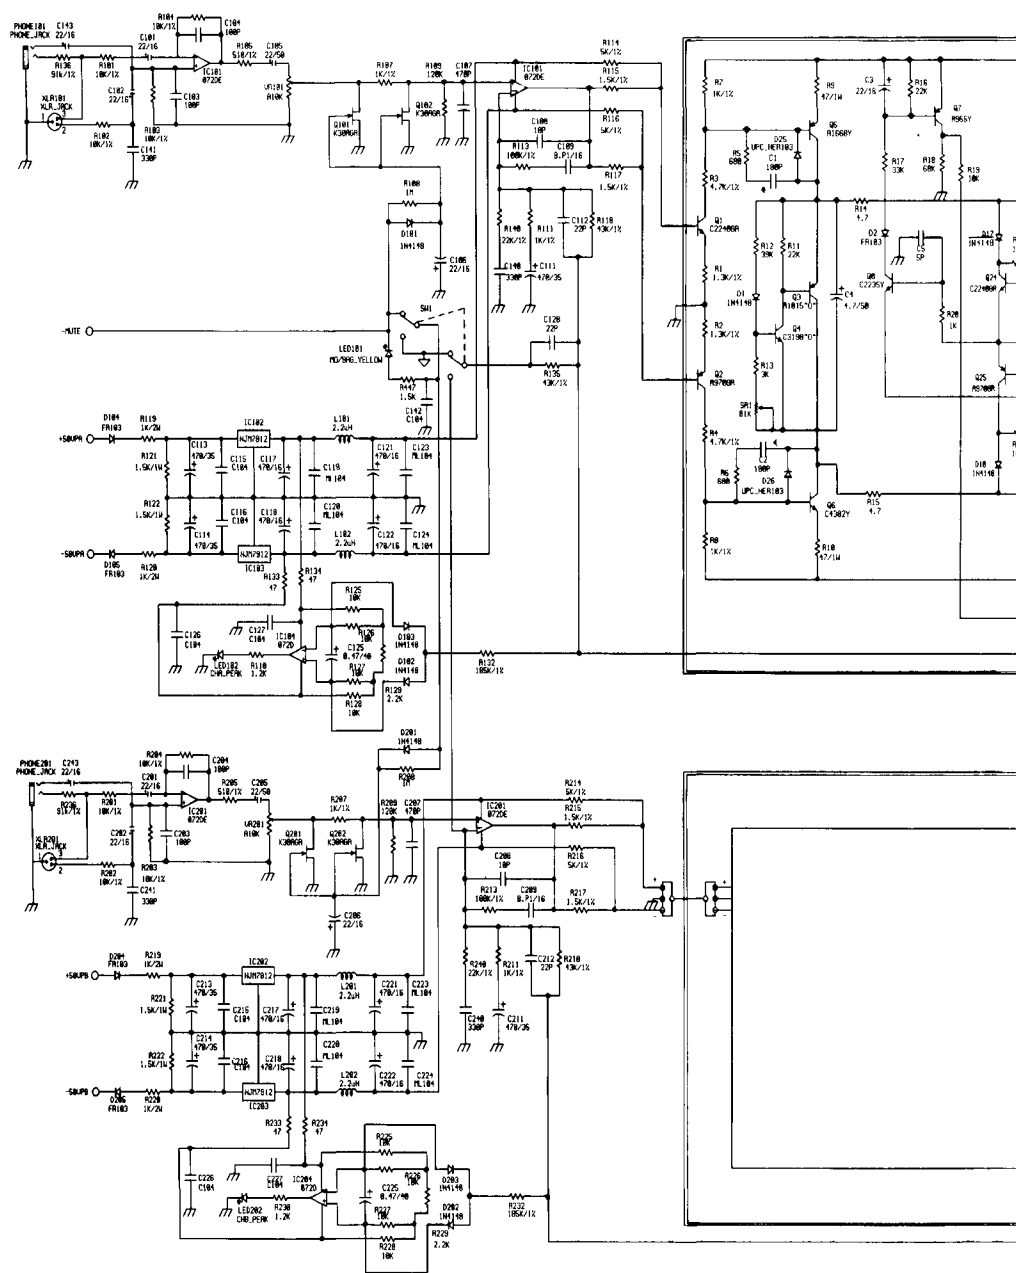 PHONE101
PHONE_JACK
C143
22/16
R136
91k/1%
R101
10K/1%
XLR101
XLR_JACK
1
3
2
R102
10K/1%
C101
22/16
C102
22/16
R103
10K/1%
C141
330P
R104
10K/1%
C104
100P
C103
100P
IC101
072DE
R105
510/1%
C105
22/50
VR101
A10K
R107
1K/1%
Q101
K30AGR
Q102
K30AGR
R109
120K
C107
470P
IC101
072DE
R114
5K/1%
R115
1.5K/1%
R116
5K/1%
C108
10P
R113
100K/1%
C109
B.P1/16
R117
1.5K/1%
R108
1M
D101
1N4148
C106
22/16
R140
22K/1%
R111
1K/1%
C112
22P
R118
43K/1%
C140
330P
C111
470/35
-MUTE
SW1
LED101
MO/9AG_YELLOW
R447
1.5K
C142
C104
C128
22P
R135
43K/1%
+50VPA
D104
FR103
R119
1K/2W
R121
1.5K/1W
R122
1.5K/1W
C113
470/35
C115
C104
IC102
NJM7812
C117
470/16
C119
ML104
L101
2.2uH
C121
470/16
C123
ML104
C114
470/35
C116
C104
C118
470/16
C120
ML104
L102
2.2uH
C122
470/16
C124
ML104
-50VPA
D105
FR103
R120
1K/2W
NJM7912
IC103
R133
47
R134
47
C126
C104
C127
C104
IC104
072D
LED102
CHA_PEAK
R110
1.2K
R125
10K
R126
10K
C125
0.47/40
R127
10K
R128
10K
R129
2.2K
D103
1N4148
D102
1N4148
R132
105K/1%
R7
1K/1%
R9
47/1W
C3
22/16
R16
22K
Q7
A966Y
Q5
A1668Y
D25
UPC_HER103
R5
680
C1
100P
R17
33K
R18
68K
R19
10K
R3
4.7K/1%
R14
4.7
Q1
C2240GR
R12
39K
R11
22K
D2
FR103
C5
5P
D17
1N4148
Q24
C2240GR
Q8
C2235Y
R1
1.3K/1%
D1
1N4148
Q3
A1015"O"
C4
4.7/50
R20
1K
R2
1.3K/1%
Q4
C3198"O"
R13
3K
Q2
A970GR
Q25
A970GR
SR1
B1K
R4
4.7K/1%
C2
100P
R6
680
D26
UPC_HER103
D18
1N4148
Q6
C4382Y
R15
4.7
R8
1K/1%
R10
47/1W
PHONE201
PHONE_JACK
C243
22/16
R236
91k/1%
R201
10K/1%
XLR201
XLR_JACK
1
3
2
R202
10K/1%
C201
22/16
C202
22/16
R203
10K/1%
C241
330P
R204
10K/1%
C204
100P
C203
100P
IC201
072DE
R205
510/1%
C205
22/50
VR201
A10K
D201
1N4148
R208
1M
R207
1K/1%
Q201
K30AGR
Q202
K30AGR
C206
22/16
R209
120K
C207
470P
IC201
072DE
R214
5K/1%
R215
1.5K/1%
R216
5K/1%
C208
10P
R213
100K/1%
C209
B.P1/16
R217
1.5K/1%
R240
22K/1%
R211
1K/1%
C212
22P
R218
43K/1%
C240
330P
C211
470/35
+50VPB
D204
FR103
R219
1K/2W
R221
1.5K/1W
R222
1.5K/1W
C213
470/35
C215
C104
IC202
NJM7812
C217
470/16
C219
ML104
L201
2.2uH
C221
470/16
C223
ML104
C214
470/35
C216
C104
C218
470/16
C220
ML104
L202
2.2uH
C222
470/16
C224
ML104
-50VPB
D205
FR103
R220
1K/2W
NJM7912
IC203
R233
47
R234
47
C226
C104
C227
C104
IC204
072D
LED202
CHB_PEAK
R230
1.2K
R225
10K
R226
10K
C225
0.47/40
R227
10K
R228
10K
R229
2.2K
D203
1N4148
D202
1N4148
R232
105K/1%